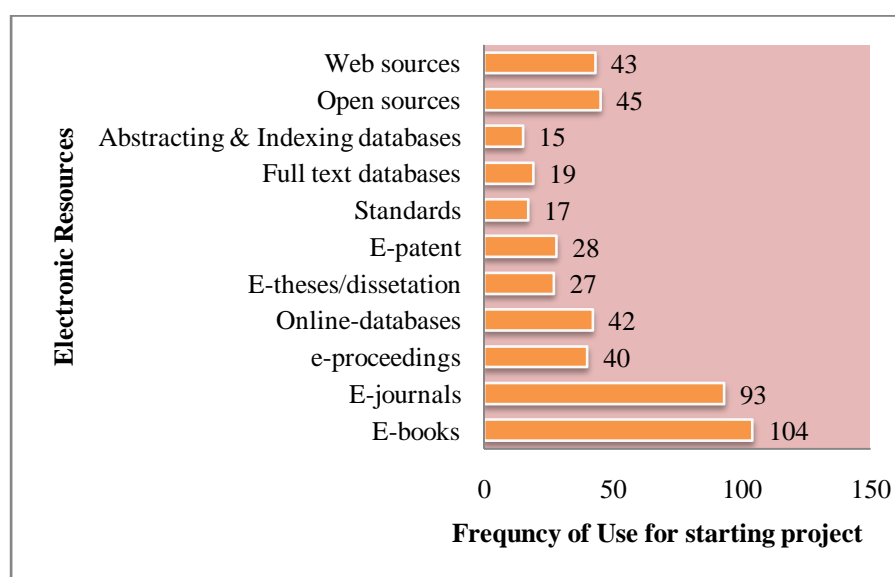 Electronic Resources
Web sources 43
Open sources 45
Abstracting & Indexing databases 15
Full text databases 19
Standards 17
E-patent 28
E-theses/dissetation 27
Online-databases 42
e-proceedings 40
E-journals 93
E-books 104
0 50 100 150
Frequncy of Use for starting project